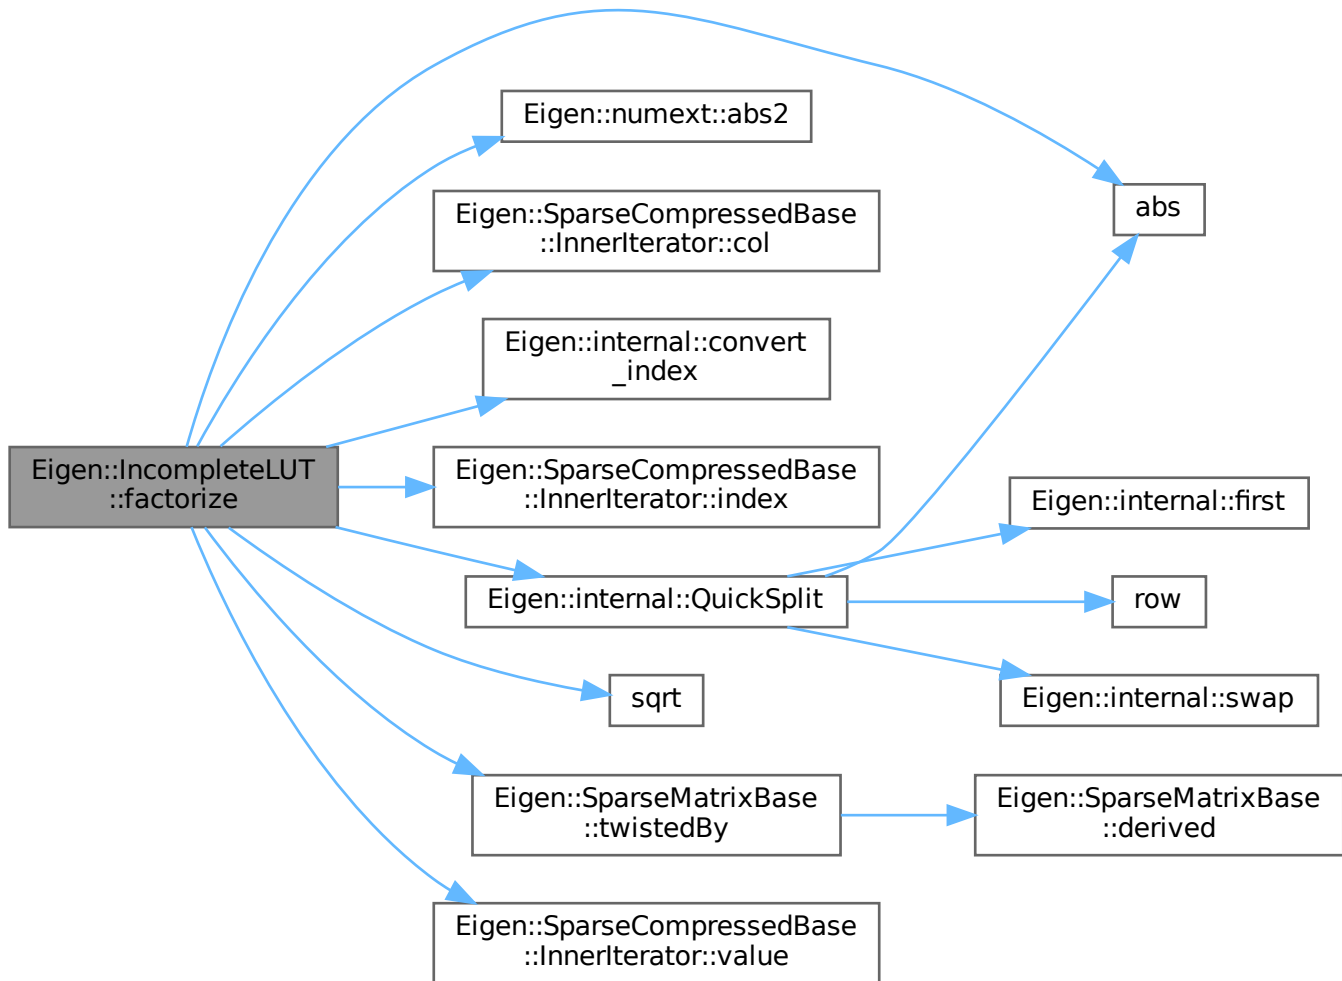 Eigen::numext::abs2
Eigen::SparseCompressedBase
::InnerIterator::col
abs
Eigen::internal::convert
_index
Eigen::IncompleteLUT
::factorize
Eigen::SparseCompressedBase
::InnerIterator::index
Eigen::internal::first
Eigen::internal::QuickSplit
row
sqrt
Eigen::internal::swap
Eigen::SparseMatrixBase
::twistedBy
Eigen::SparseMatrixBase
::derived
Eigen::SparseCompressedBase
::InnerIterator::value